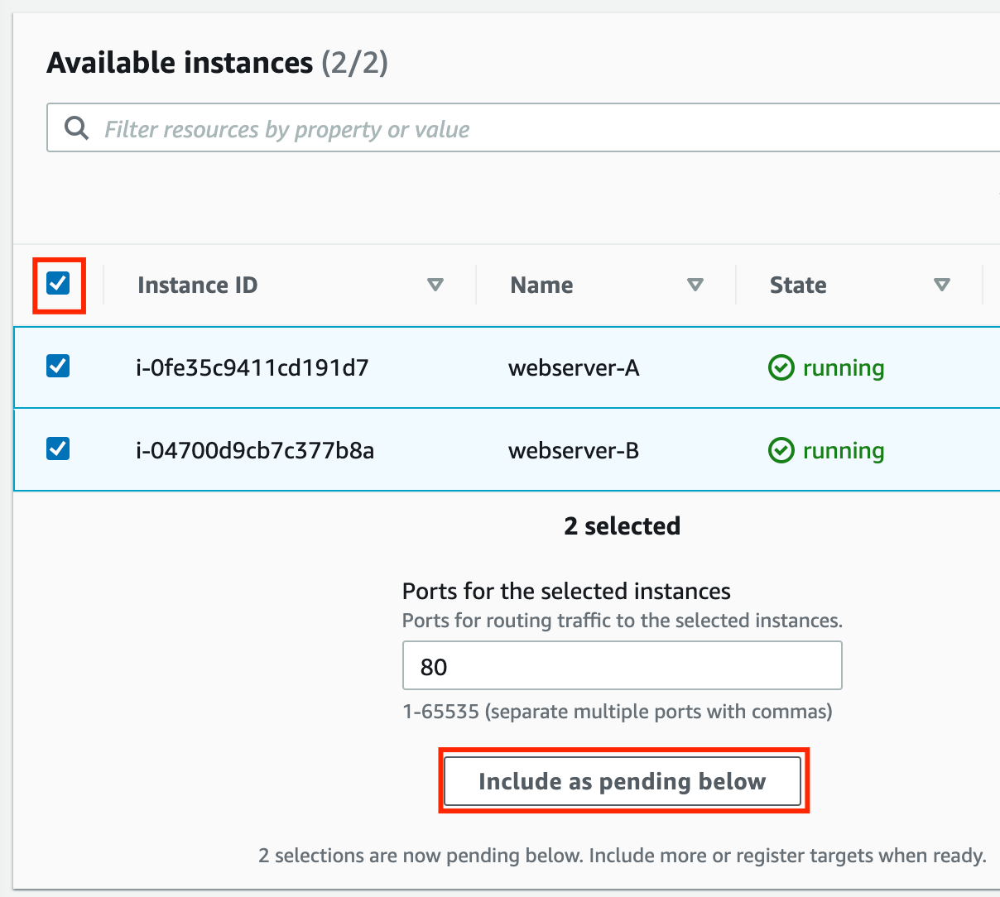 Available instances (2/2)
Filter resources by property or value
Instance ID Name State
i-0fe35c9411cd191d7 webserver-A running
i-04700d9cb7c377b8a webserver-B running
2 selected
Ports for the selected instances
Ports for routing traffic to the selected instances.
80
1-65535 (separate multiple ports with commas)
Include as pending below
2 selections are now pending below. Include more or register targets when ready.